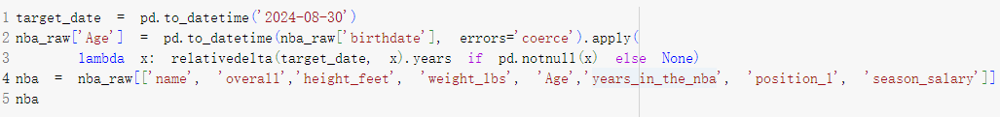 1 target_date = pd.to_datetime('2024-08-30')
2 nba_raw['Age'] = pd.to_datetime(nba_raw['birthdate'], errors='coerce').apply(
3 lambda x: relativedelta(target_date, x).years if pd.notnull(x) else None)
4 nba = nba_raw[['name', 'overall','height_feet', 'weight_lbs', 'Age','years_in_the_nba', 'position_1', 'season_salary']]
5 nba